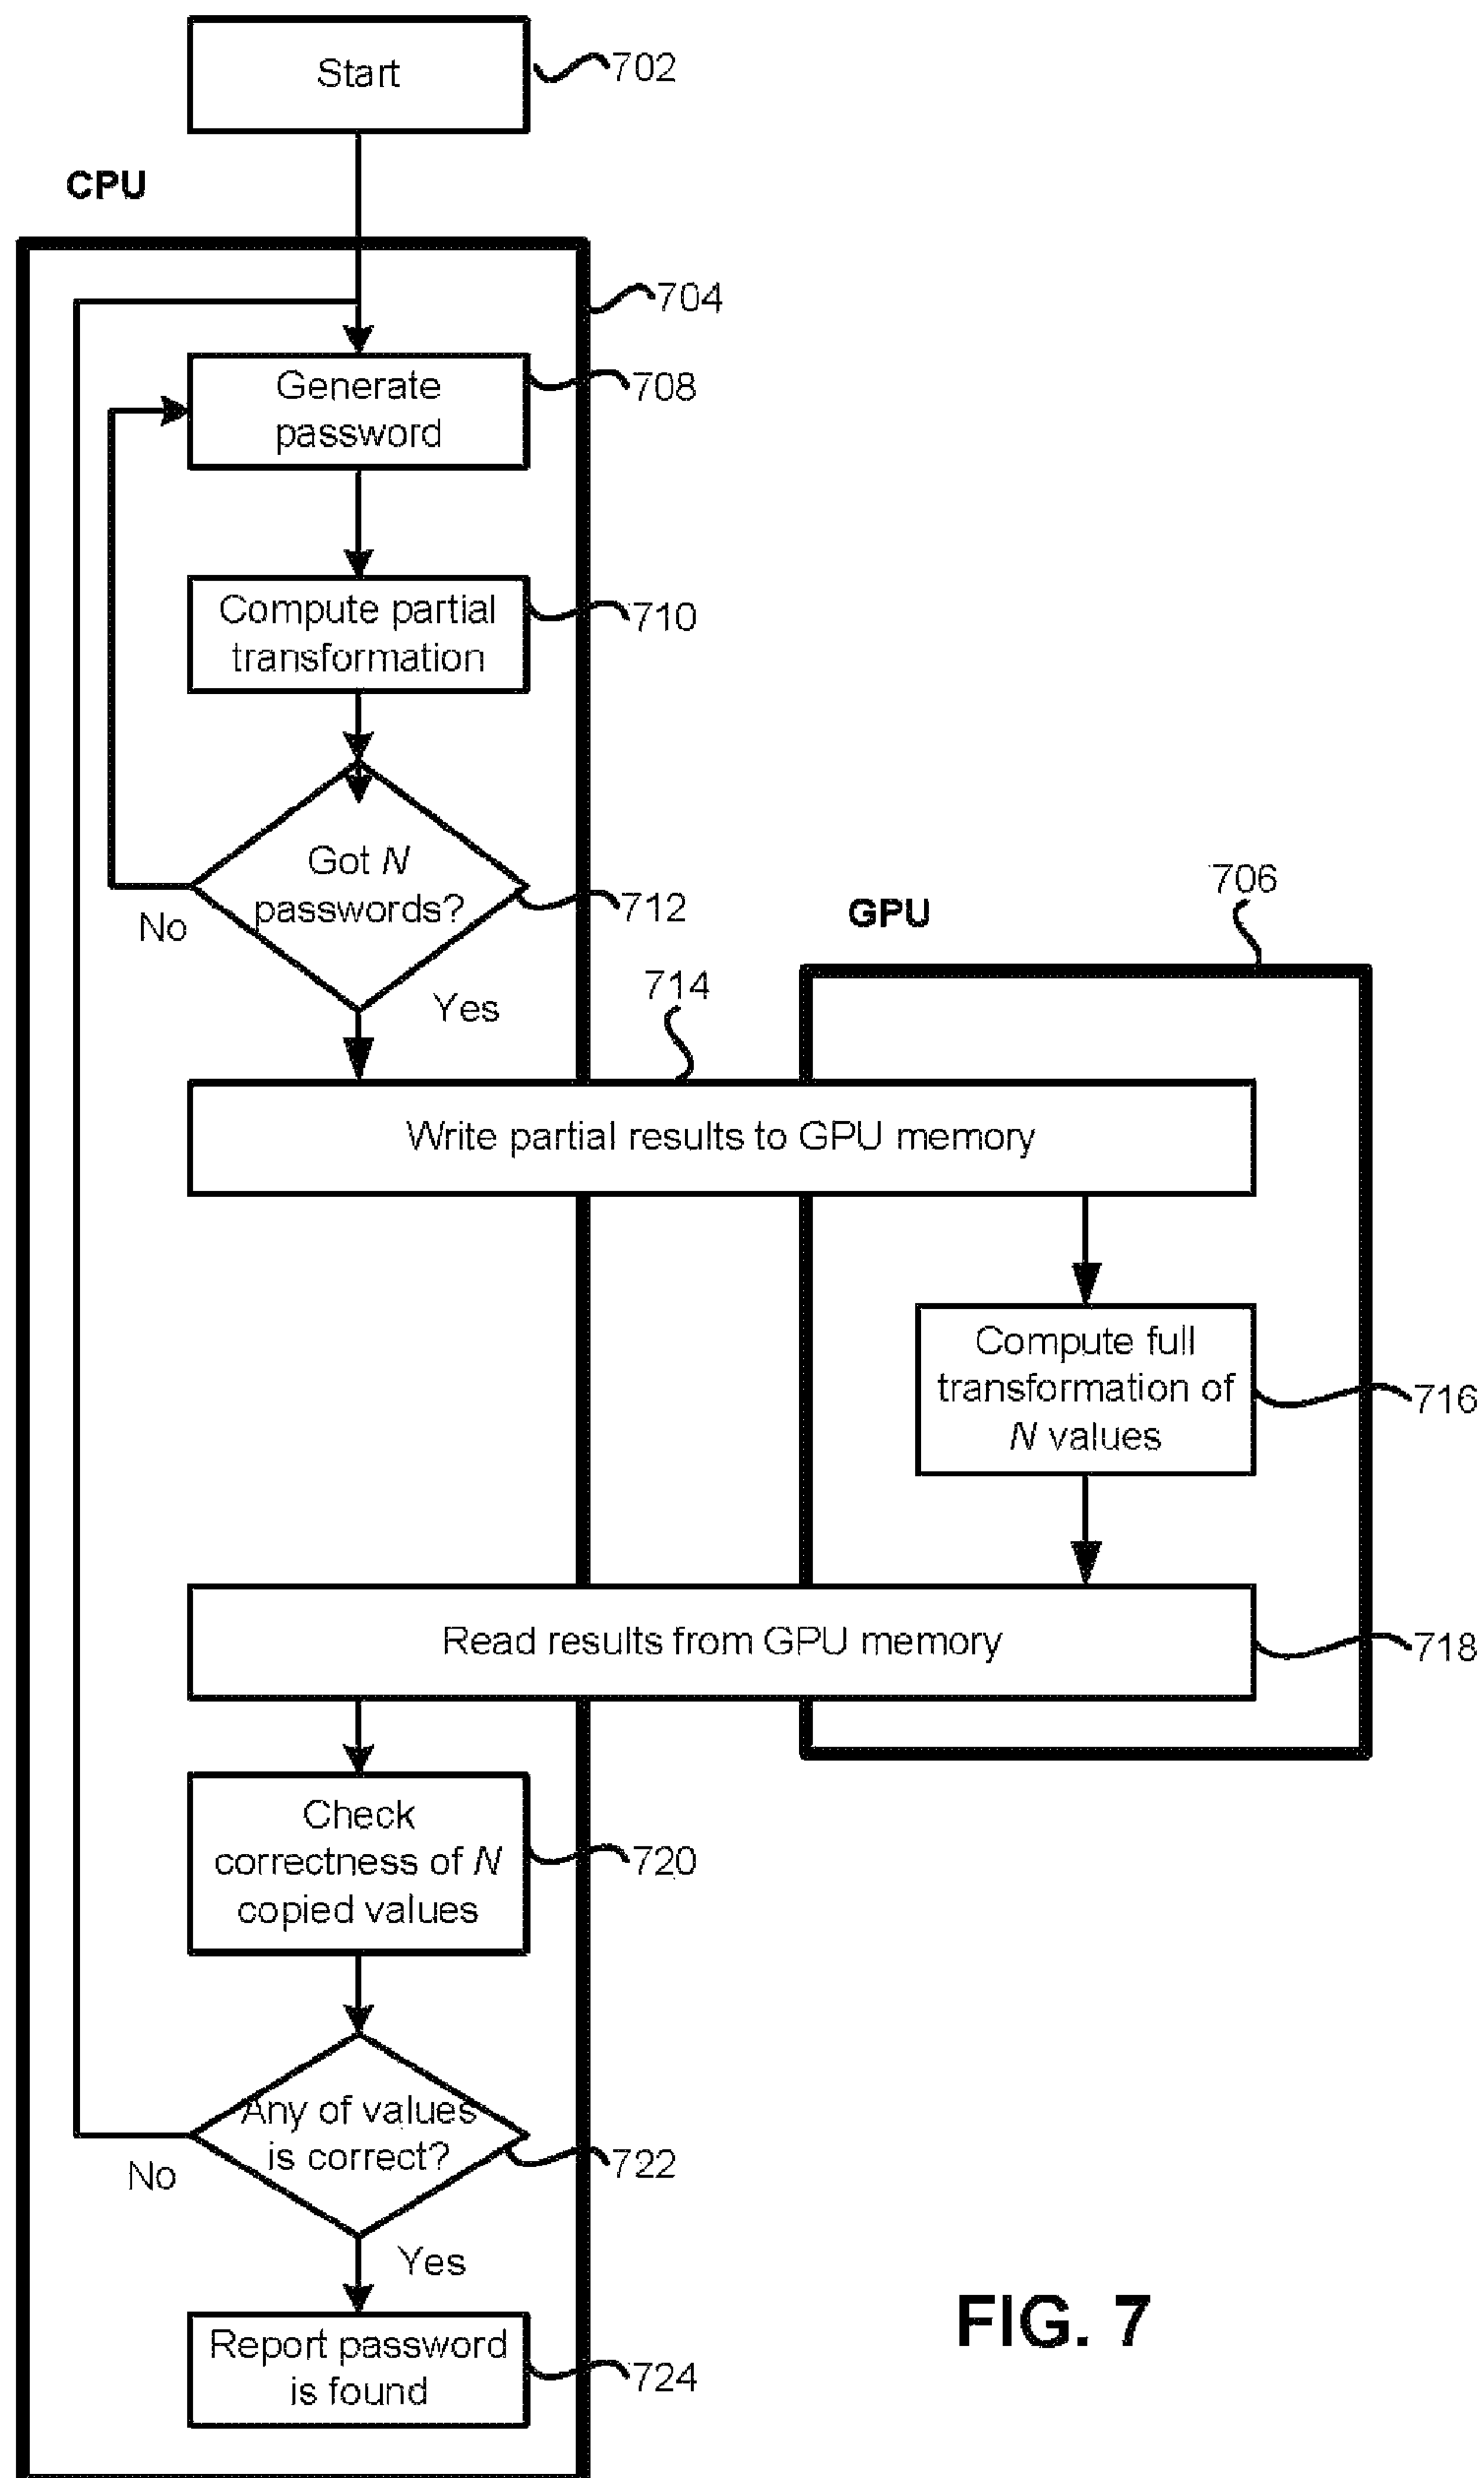 Start
702
CPU
704
Generate
password
708
Compute partial
transformation
710
Got N
passwords?
712
No
Yes
714
GPU
706
Write partial results to GPU memory
Compute full
transformation of
N values
716
Read results from GPU memory
718
Check
correctness of N
copied values
720
Any of values
is correct?
722
No
Yes
Report password
is found
724
FIG. 7